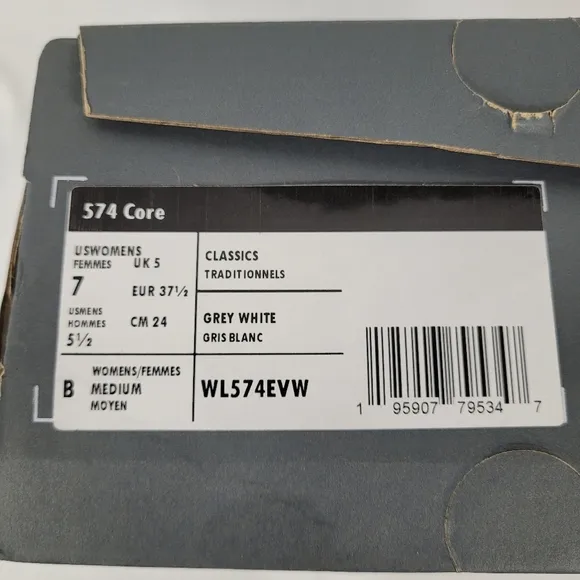 574 Core
USWOMENS
FEMMES UK 5
7 EUR 37½
USMENS
HOMMES CM 24
5½
CLASSICS
TRADITIONNELS
GREY WHITE
GRIS BLANC
B WOMENS/FEMMES
MEDIUM
MOYEN
WL574EVW
1 95907 79534 7